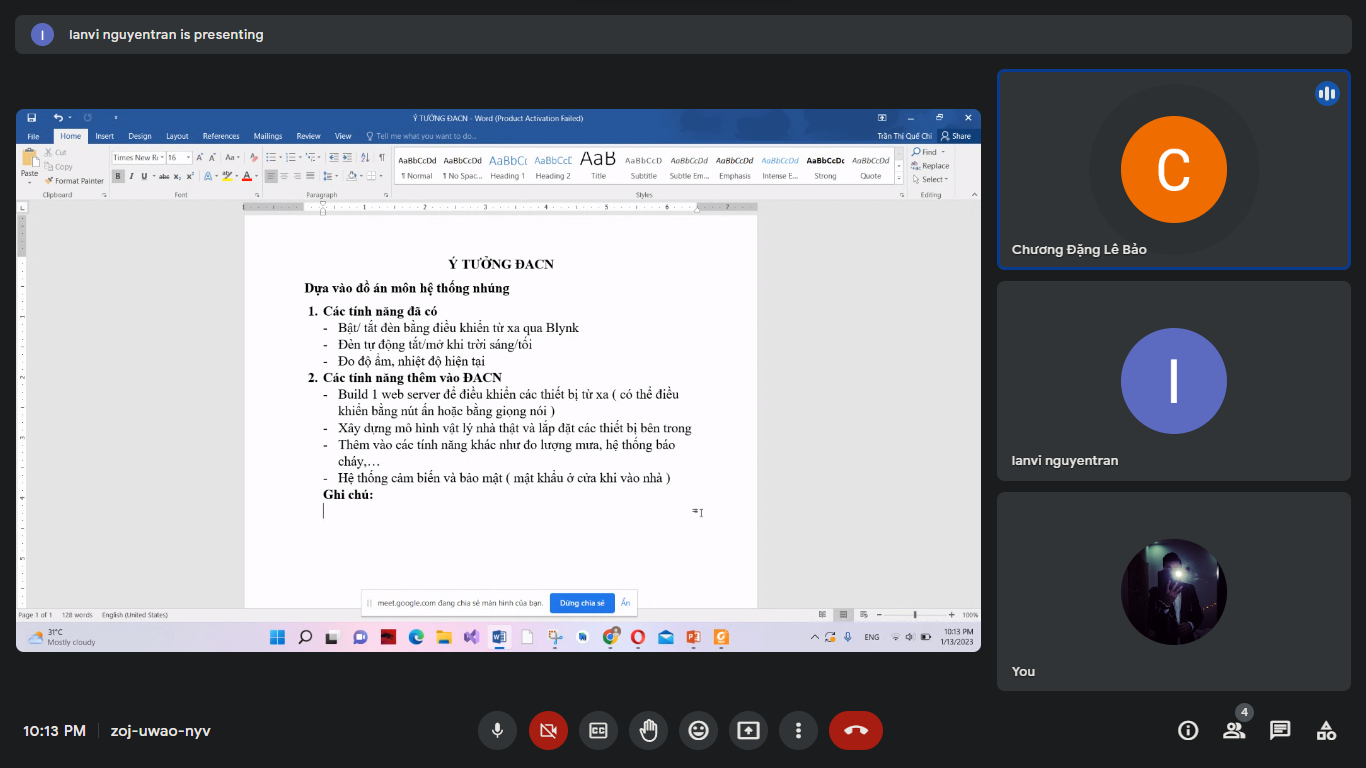 I
Ianvi nguyentran is presenting
Ý TƯỞNG ĐACN - Word (Product Activation Failed)
File Home Insert Design Layout References Mailings Review View Tell me what you want to do...
Trần Thị Quế Chi Share
Paste
Cut
Copy
Format Painter
Clipboard
Times New R 16
Font
Paragraph
AaBbCcDd AaBbCcDd AaBbC( AaBbCcE AaB AaBbCcD AaBbCcDd AaBbCcDd AaBbCcDd AaBbCcDc AaBbCcDd
¶ Normal ¶ No Spac... Heading 1 Heading 2 Title Subtitle Subtle Em... Emphasis Intense E... Strong Quote
Styles
Find
Replace
Select
Editing
Ý TƯỞNG ĐACN
Dựa vào đồ án môn hệ thống nhúng
1. Các tính năng đã có
- Bật/ tắt đèn bằng điều khiển từ xa qua Blynk
- Đèn tự động tắt/mở khi trời sáng/tối
- Đo độ ẩm, nhiệt độ hiện tại
2. Các tính năng thêm vào ĐACN
- Build 1 web server để điều khiển các thiết bị từ xa ( có thể điều
khiển bằng nút ấn hoặc bằng giọng nói )
- Xây dựng mô hình vật lý nhà thật và lắp đặt các thiết bị bên trong
- Thêm vào các tính năng khác như đo lượng mưa, hệ thống báo
cháy,…
- Hệ thống cảm biến và bảo mật ( mật khẩu ở cửa khi vào nhà )
Ghi chú:
meet.google.com đang chia sẻ màn hình của bạn. Dừng chia sẻ Ẩn
Page 1 of 1 128 words English (United States)
100%
31°C
Mostly cloudy
ENG
10:13 PM
1/13/2023
C
Chương Đặng Lê Bảo
I
Ianvi nguyentran
You
10:13 PM | zoj-uwao-nyv
CC
4